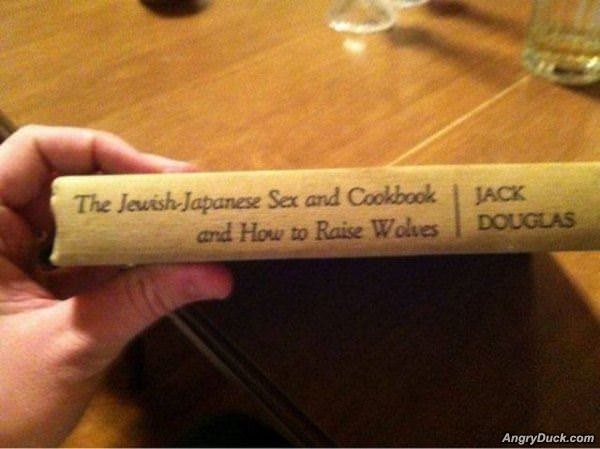 The Jewish-Japanese Sex and Cookbook
and How to Raise Wolves
JACK
DOUGLAS
AngryDuck.com